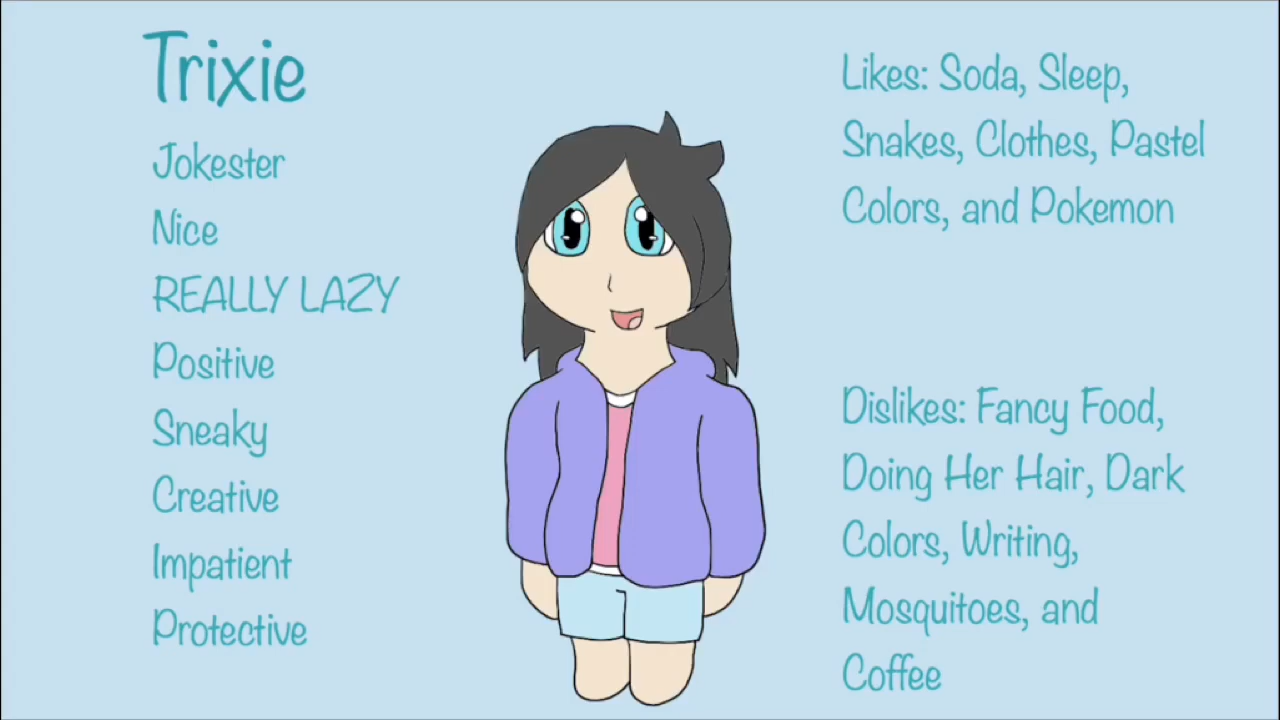 Trixie
Jokester
Nice
REALLY LAZY
Positive
Sneaky
Creative
Impatient
Protective
Likes: Soda, Sleep,
Snakes, Clothes, Pastel
Colors, and Pokemon
Dislikes: Fancy Food,
Doing Her Hair, Dark
Colors, Writing,
Mosquitoes, and
Coffee